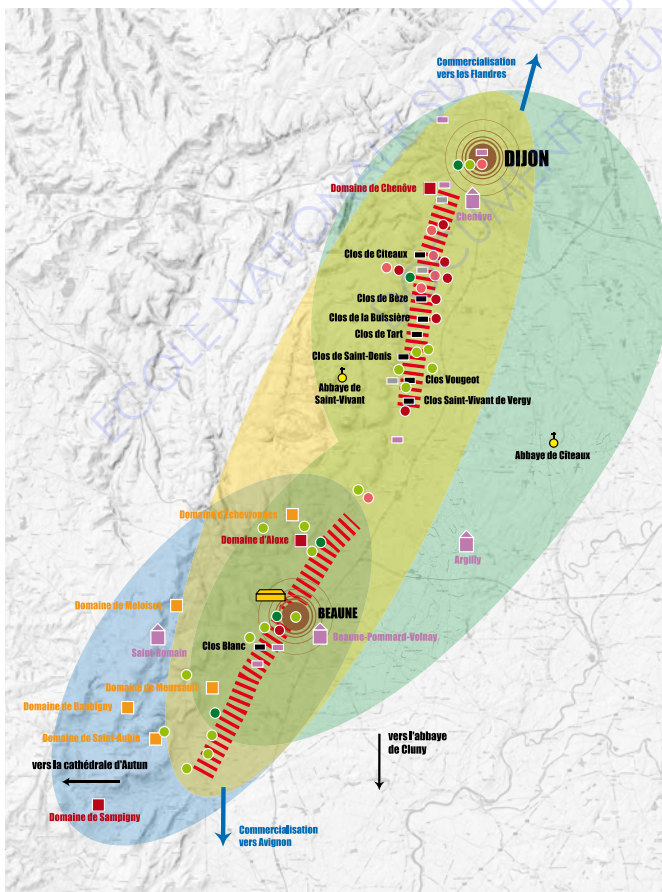 Commercialisation
vers les Flandres
DIJON
Domaine de Chenôve
Chenôve
Clos de Cîteaux
Clos de Bèze
Clos de la Buissière
Clos de Tart
Clos de Saint-Denis
Abbaye de
Saint-Vivant
Clos Vougeot
Clos Saint-Vivant de Vergy
Abbaye de Cîteaux
Domaine d'Aloxe
Argilly
Domaine de Meloisey
BEAUNE
Beaune-Pommard-Volnay
Saint-Romain
Clos Blanc
Domaine de Meursault
Domaine de Baubigny
Domaine de Saint-Aubin
vers l'abbaye
de Cluny
vers la cathédrale d'Autun
Domaine de Sampigny
Commercialisation
vers Avignon
ECOLE NATIONALE